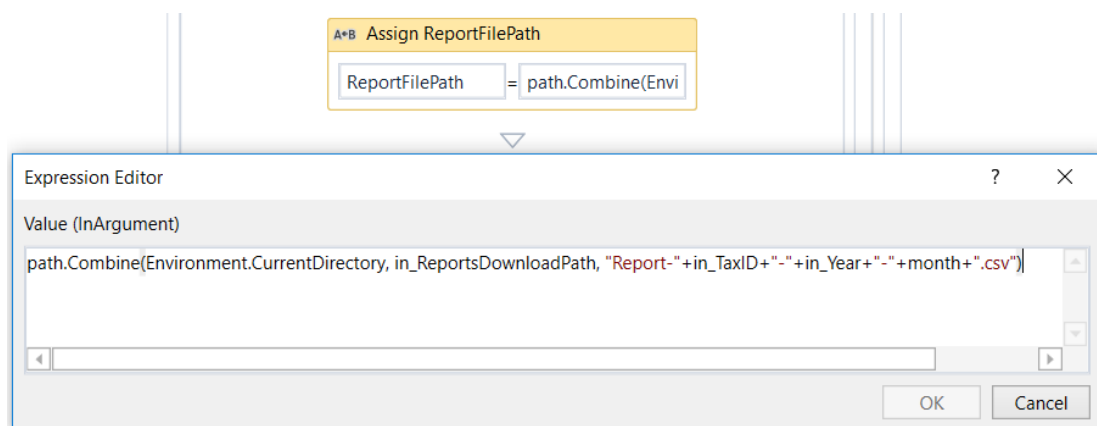 A+B Assign ReportFilePath
ReportFilePath = path.Combine(Envi
Expression Editor ?
Value (InArgument)
path.Combine(Environment.CurrentDirectory, in_ReportsDownloadPath, "Report-"+in_TaxID+"-"+in_Year+"-"+month+".csv")
OK Cancel